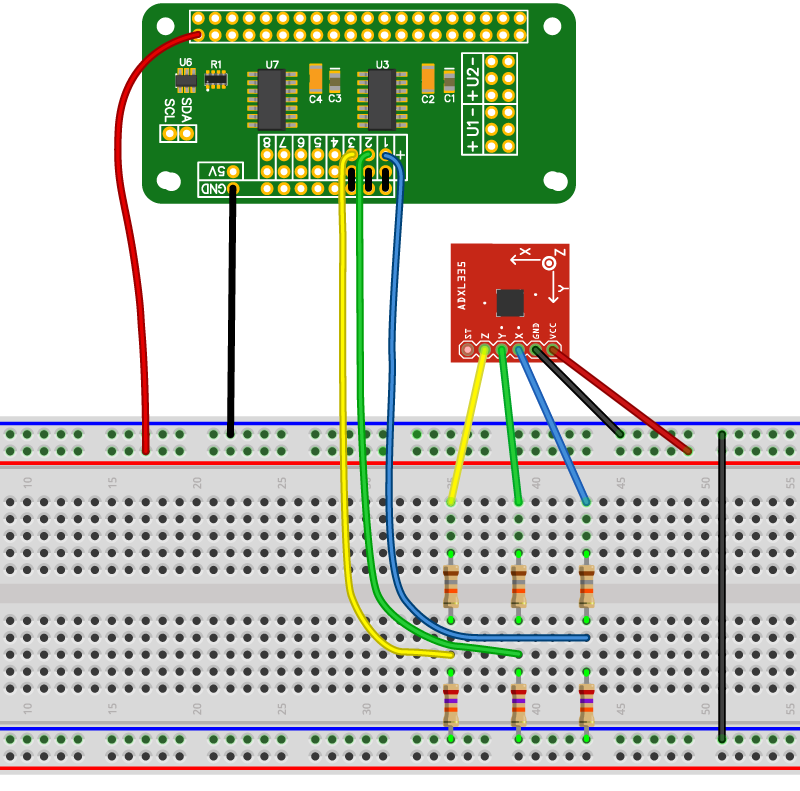 U6 R1 U7 C4 C3 U3 C2 C1
+U2-
+U1-
SCL
SDA
8 7 6 5 4 3 2 1 +
5V
GND
ADXL335
X
Z
Y
ST Z Y X GND VCC
10 15 20 25 30 35 40 45 50 55
10 15 20 25 30 35 40 45 50 55